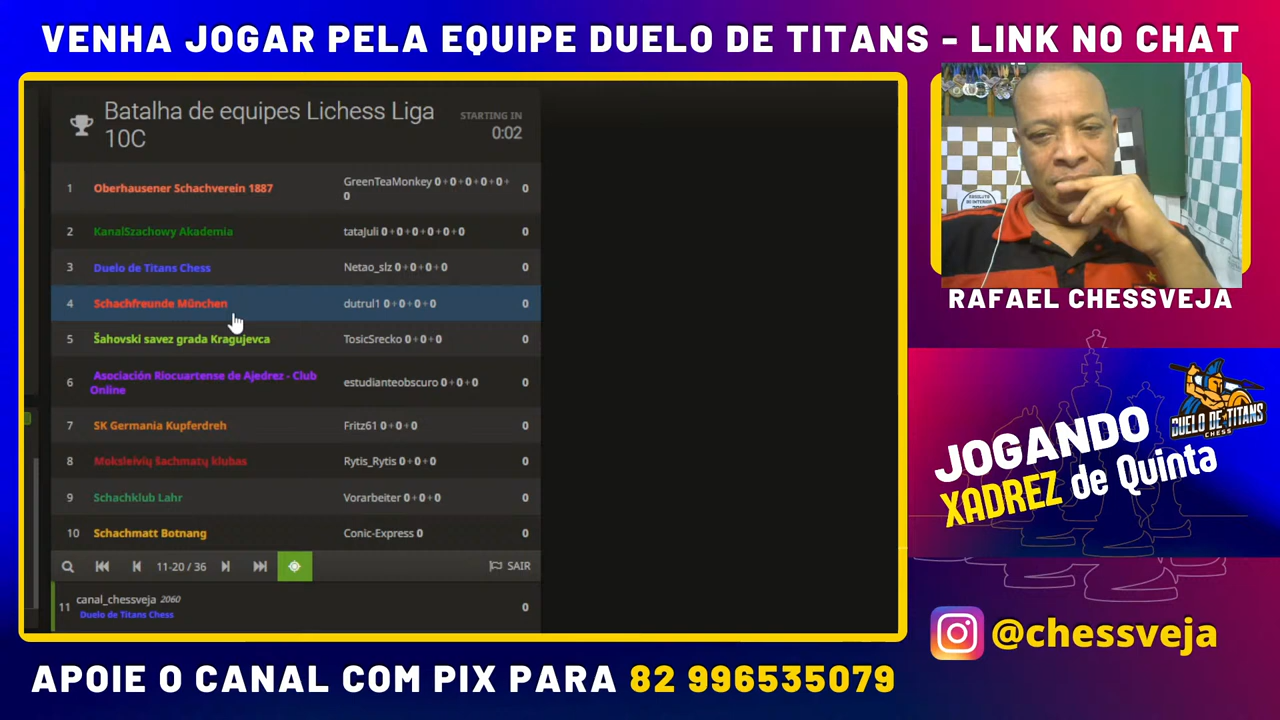 VENHA JOGAR PELA EQUIPE DUELO DE TITANS - LINK NO CHAT
Batalha de equipes Lichess Liga
10C
STARTING IN
0:02
1 Oberhausener Schachverein 1887 GreenTeaMonkey 0+0+0+0+0+
0 0
2 KanalSzachowy Akademia tataJuli 0+0+0+0+0+0 0
3 Duelo de Titans Chess Netao_slz 0+0+0+0 0
4 Schachfreunde München dutrul1 0+0+0+0 0
5 Šahovski savez grada Kragujevca TosicSrecko 0+0+0 0
6 Asociación Riocuartense de Ajedrez - Club
Online estudianteobscuro 0+0+0 0
7 SK Germania Kupferdreh Fritz61 0+0+0 0
8 Moksleivių šachmatų klubas Rytis_Rytis 0+0+0 0
9 Schachklub Lahr Vorarbeiter 0+0+0 0
10 Schachmatt Botnang Conic-Express 0 0
11-20 / 36 SAIR
11 canal_chessveja 2060 0
Duelo de Titans Chess
RAFAEL CHESSVEJA
DUELO DE TITANS
CHESS
JOGANDO
XADREZ de Quinta
@chessveja
APOIE O CANAL COM PIX PARA 82 996535079